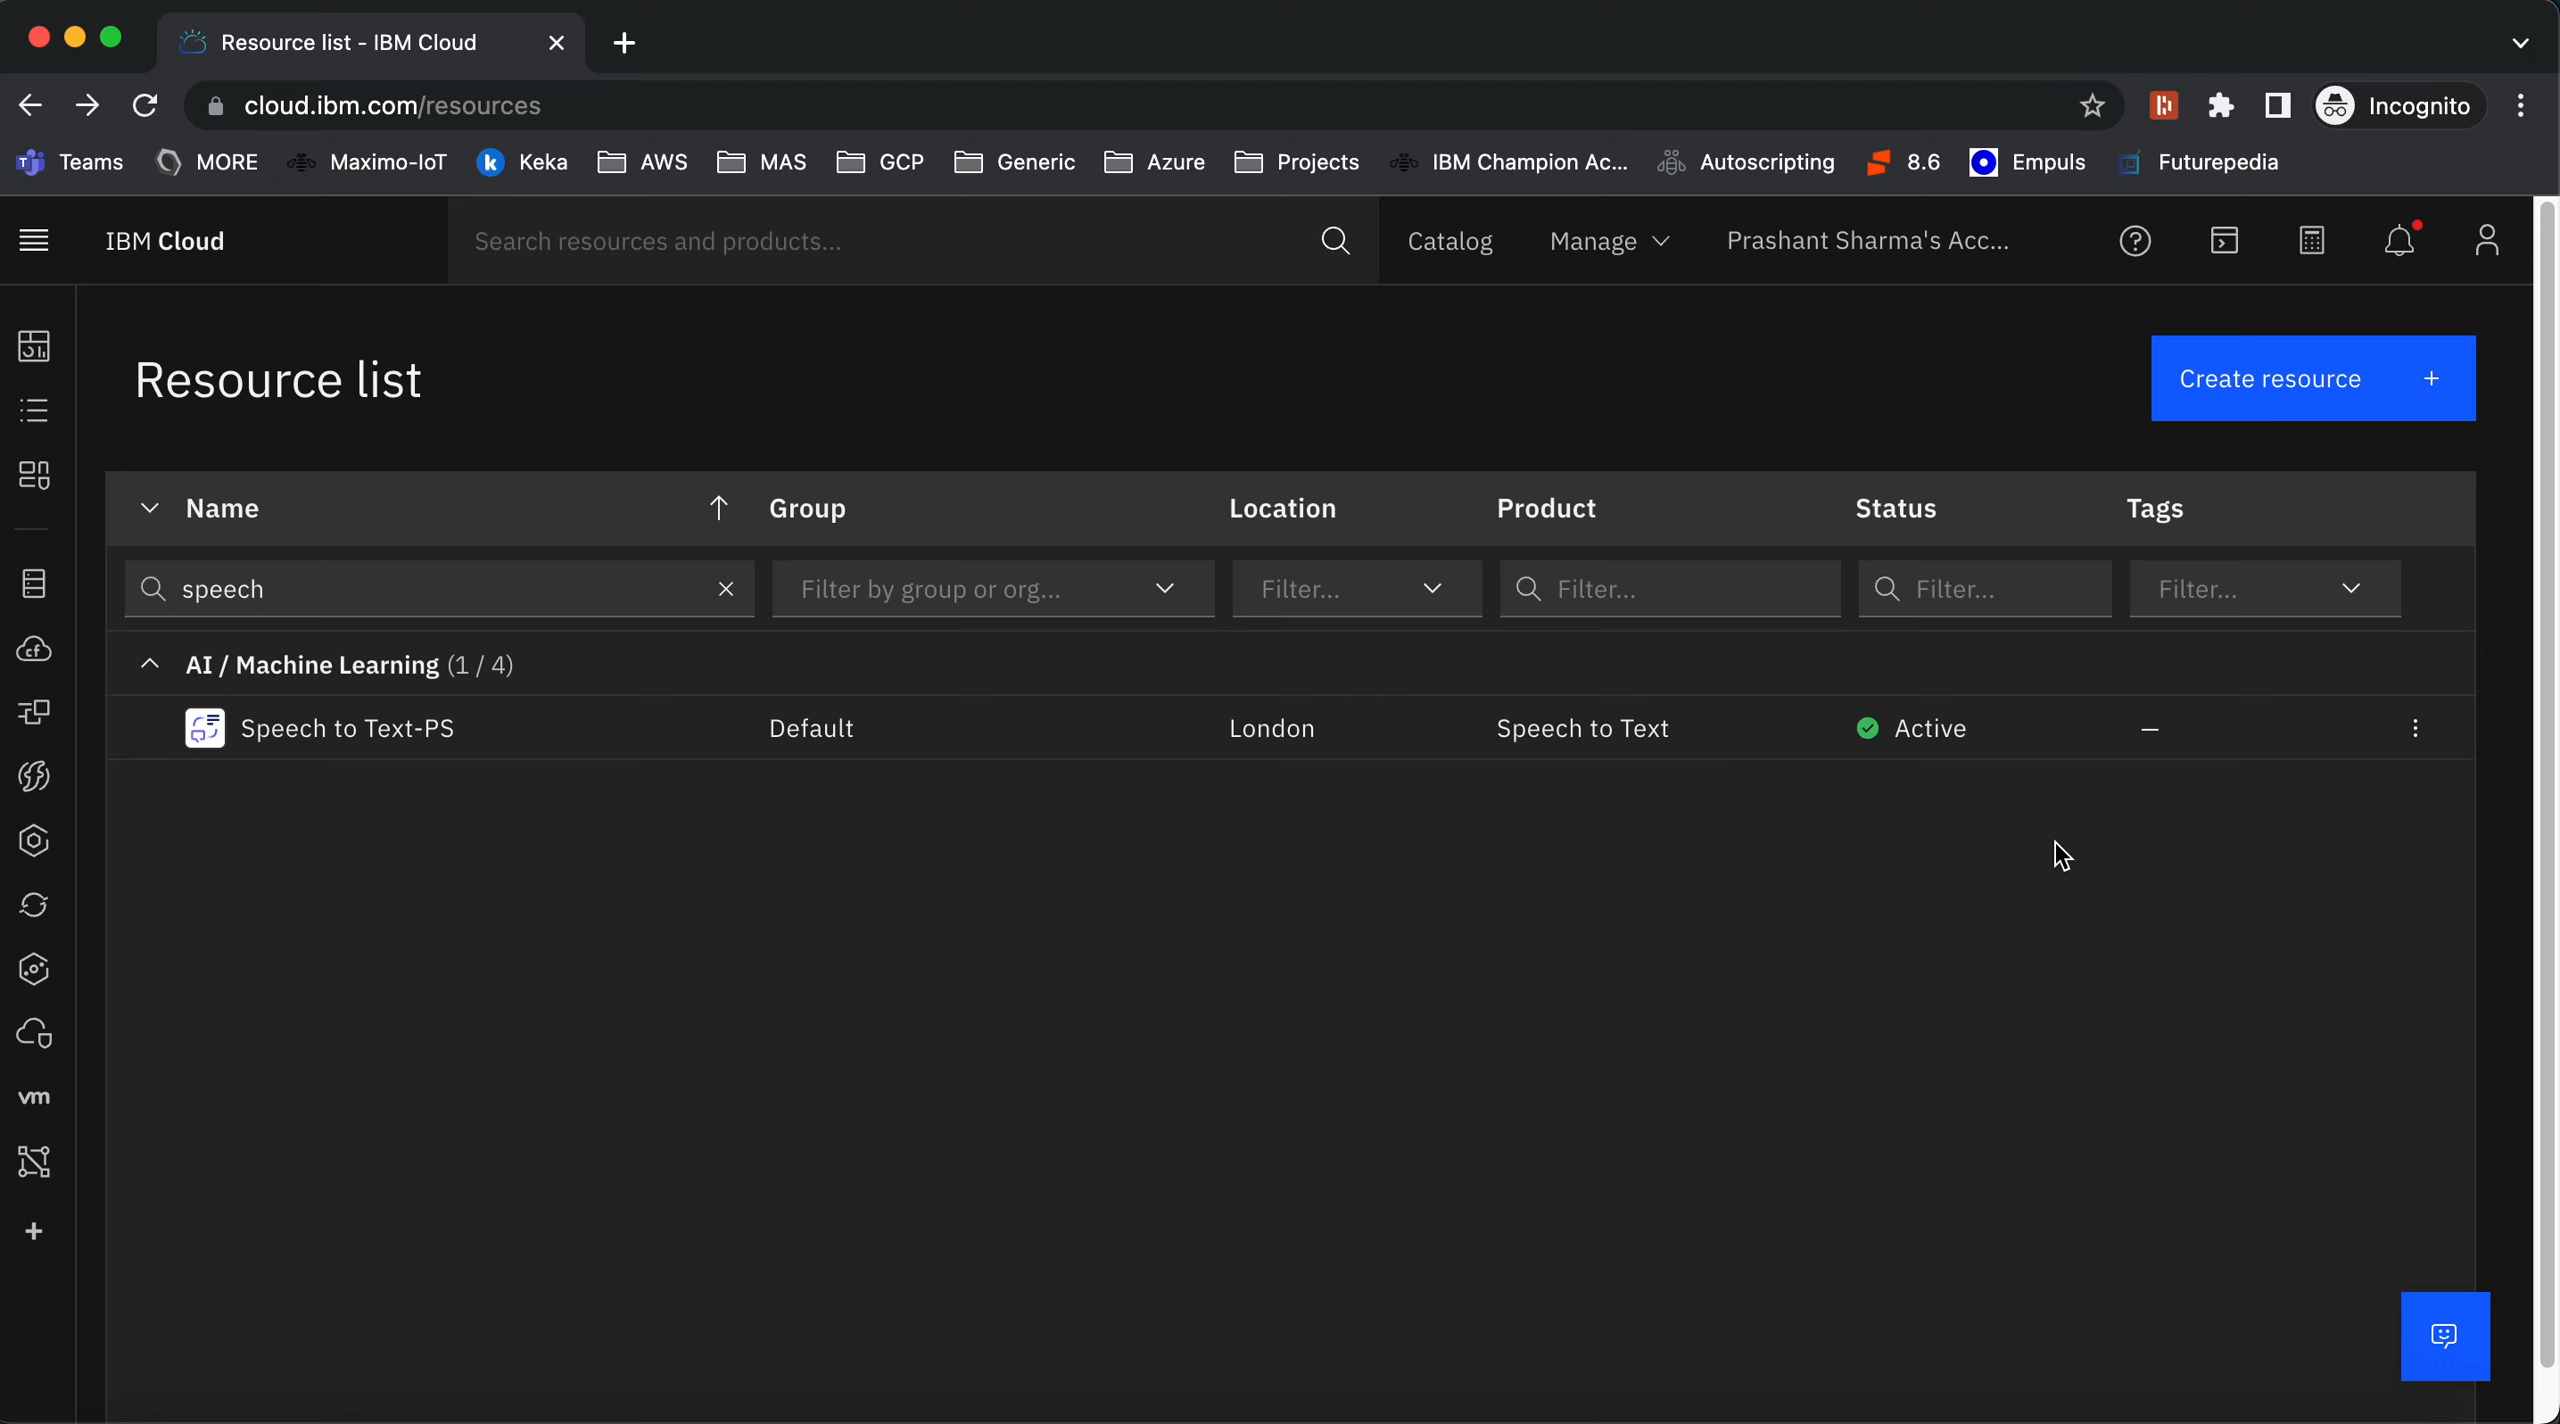 Resource list - IBM Cloud
cloud.ibm.com/resources
Incognito
Teams MORE Maximo-IoT Keka AWS MAS GCP Generic Azure Projects IBM Champion Ac... Autoscripting 8.6 Empuls Futurepedia
IBM Cloud Search resources and products... Catalog Manage Prashant Sharma's Acc...
Resource list
Create resource +
Name Group Location Product Status Tags
speech Filter by group or org... Filter... Filter... Filter... Filter...
AI / Machine Learning (1 / 4)
Speech to Text-PS Default London Speech to Text Active –
vm